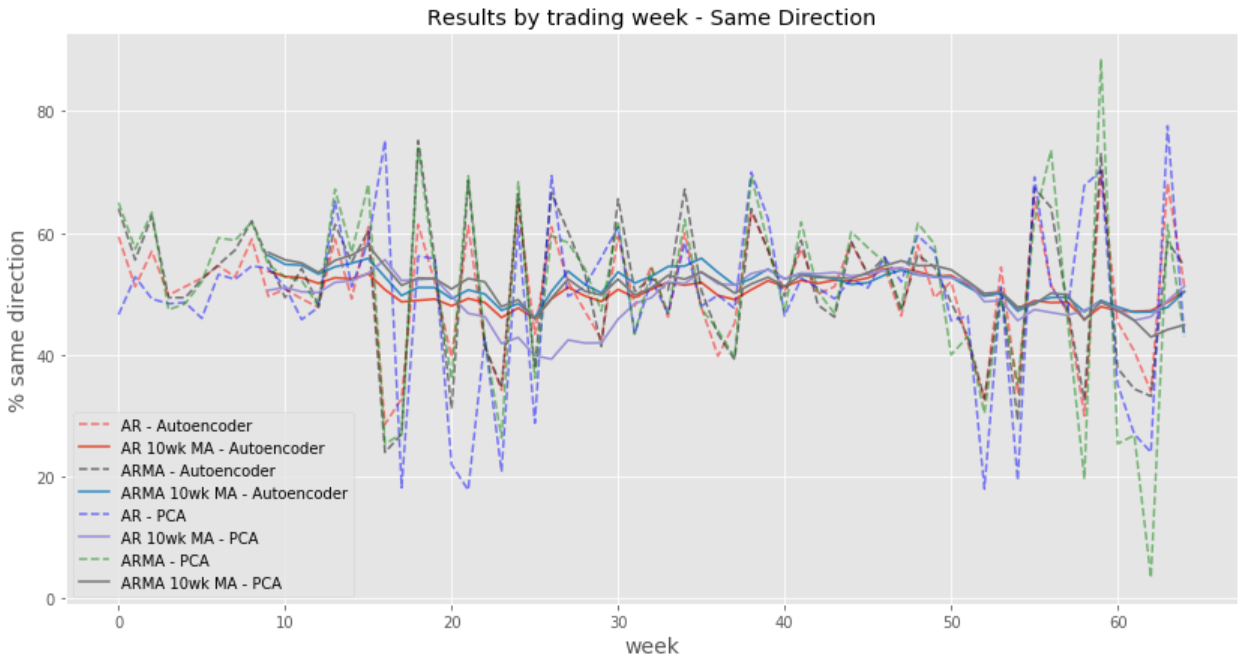 Results by trading week - Same Direction
% same direction
80
60
40
20
0
AR - Autoencoder
AR 10wk MA - Autoencoder
ARMA - Autoencoder
ARMA 10wk MA - Autoencoder
AR - PCA
AR 10wk MA - PCA
ARMA - PCA
ARMA 10wk MA - PCA
0 10 20 30 40 50 60
week